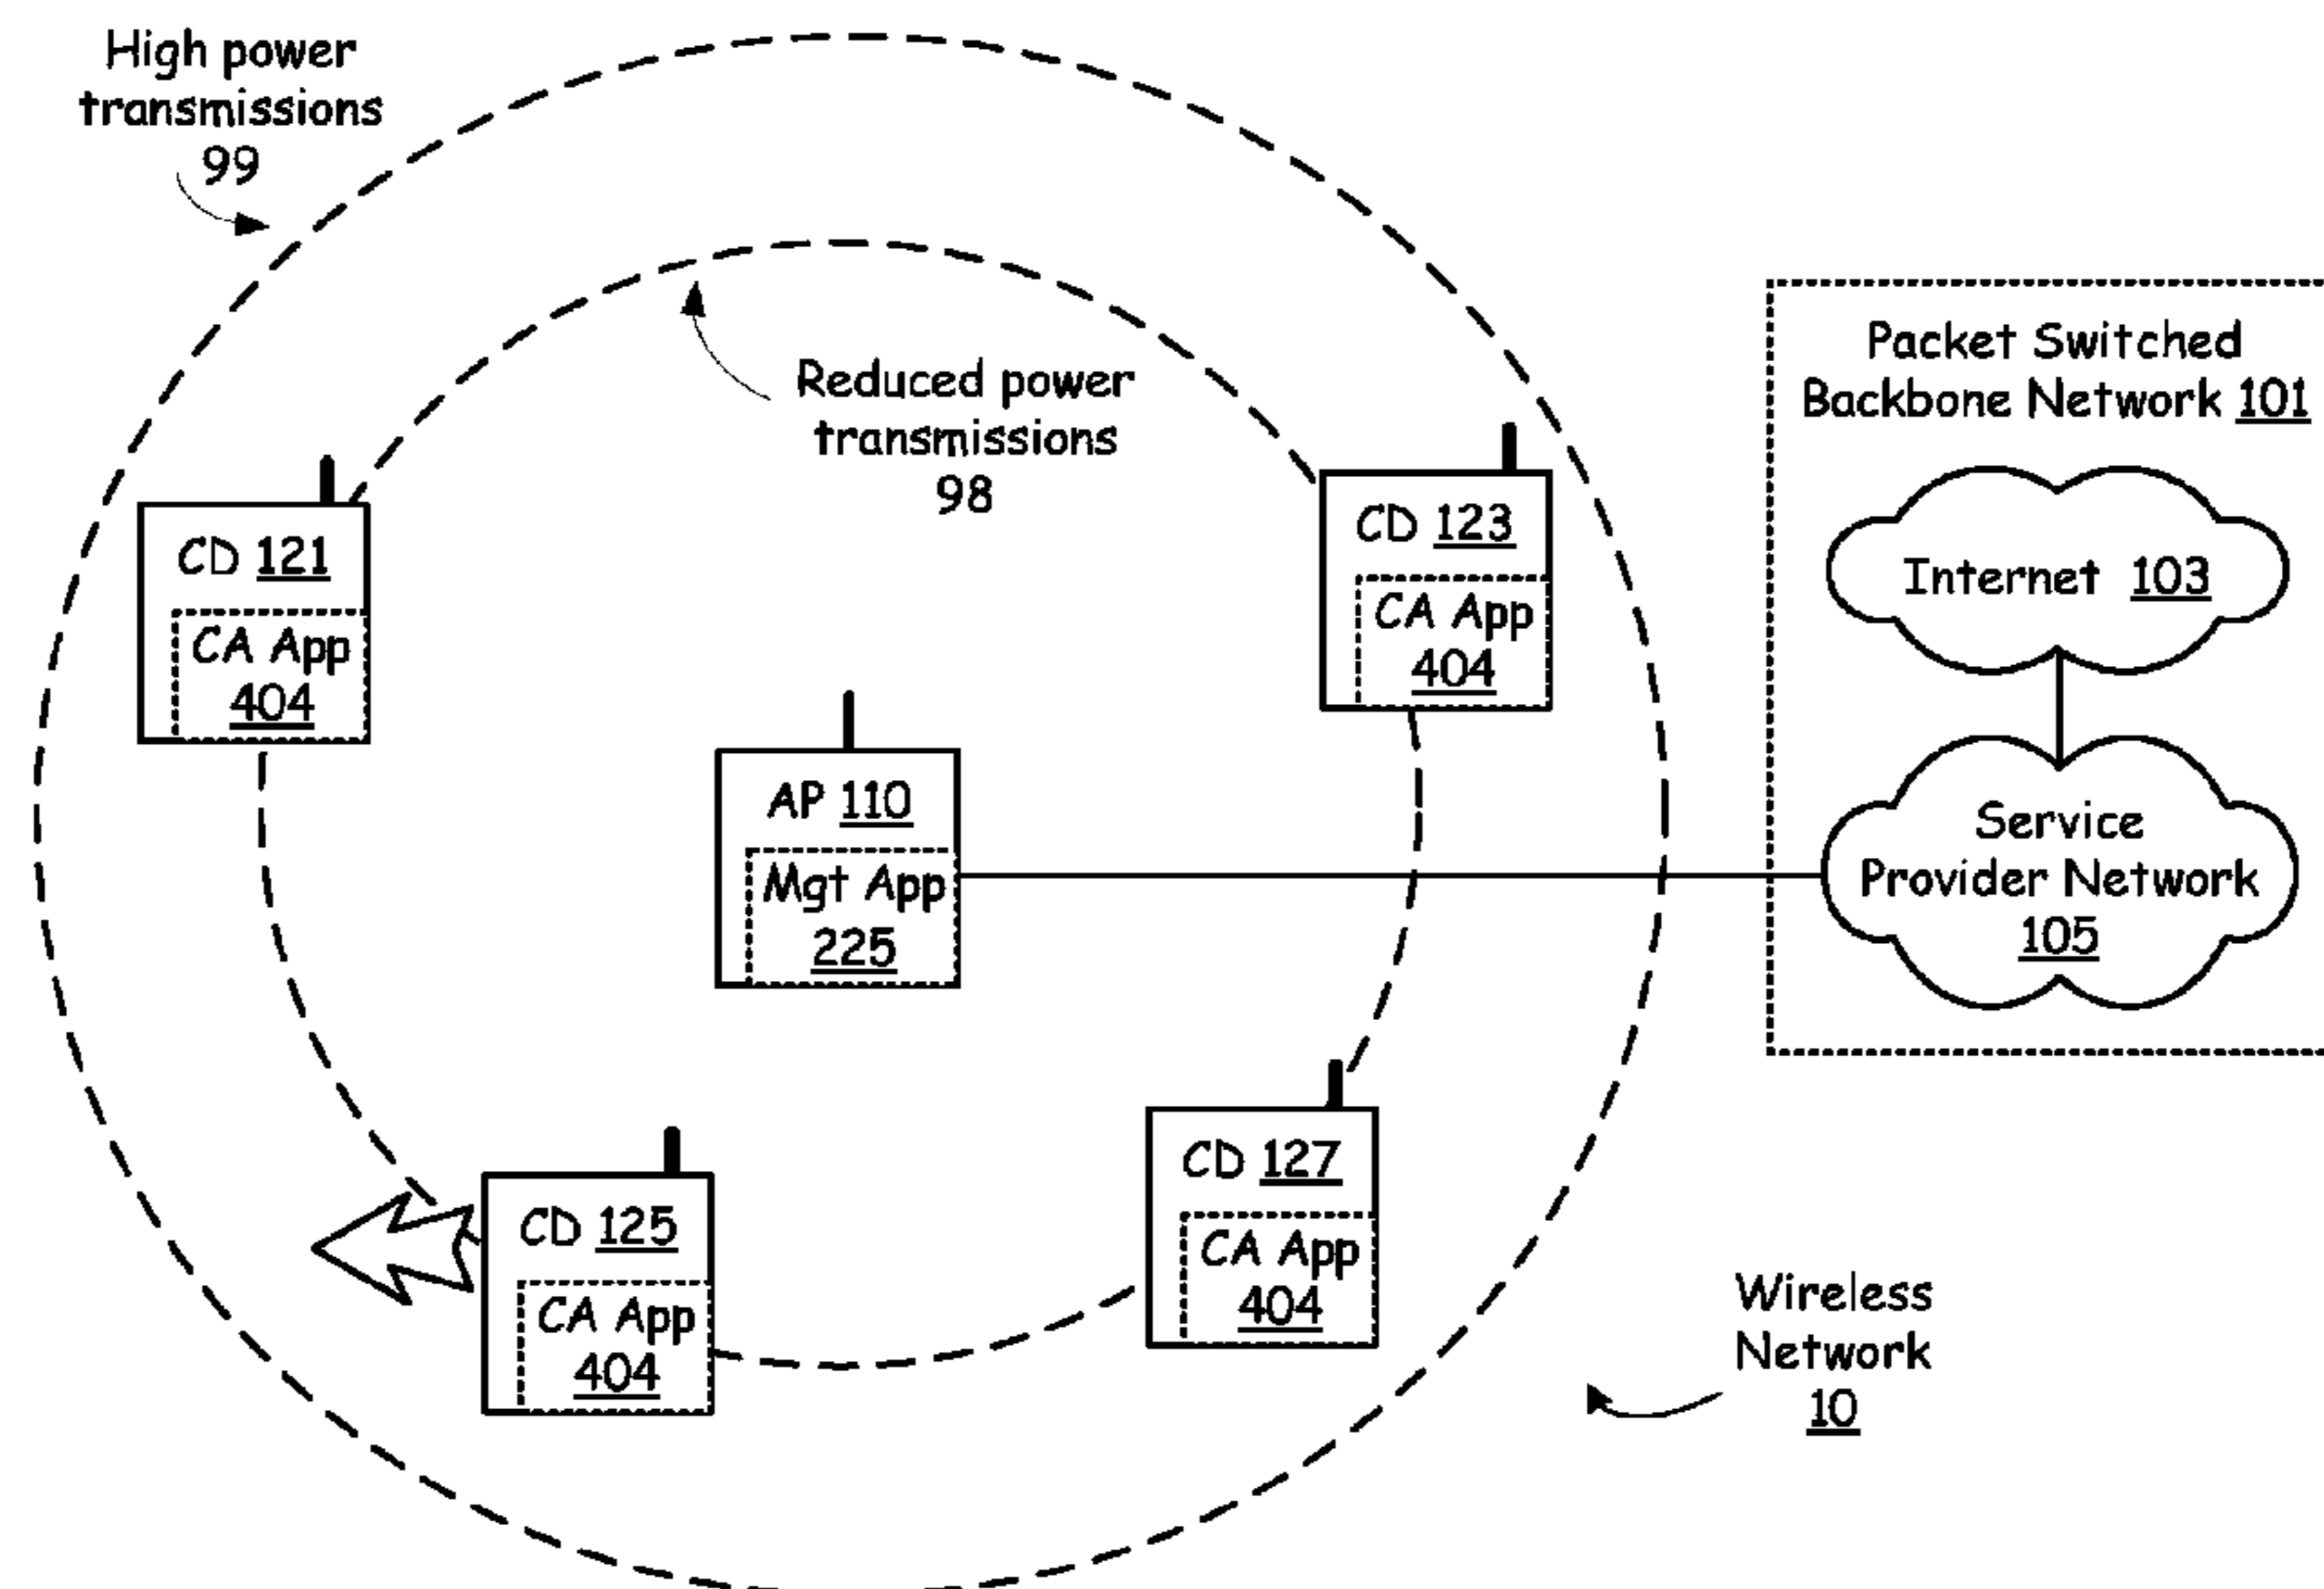 High power
transmissions
99
Reduced power
transmissions
98
Packet Switched
Backbone Network 101
Internet 103
Service
Provider Network
105
CD 121
CA App
404
CD 123
CA App
404
AP 110
Mgt App
225
CD 125
CA App
404
CD 127
CA App
404
Wireless
Network
10